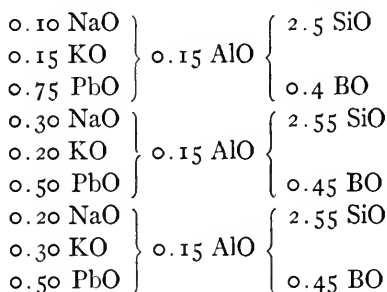 0.10 NaO 2.5 SiO
0.15 KO 0.15 AlO
0.75 PbO 0.4 BO
0.30 NaO 2.55 SiO
0.20 KO 0.15 AlO
0.50 PbO 0.45 BO
0.20 NaO 2.55 SiO
0.30 KO 0.15 AlO
0.50 PbO 0.45 BO